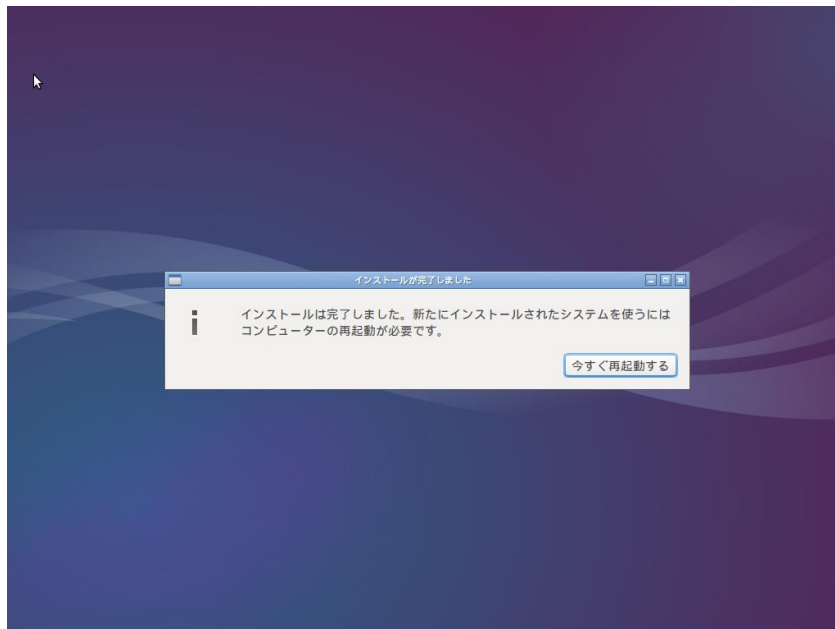 インストールが完了しました
インストールは完了しました。新たにインストールされたシステムを使うには
コンピューターの再起動が必要です。
今すぐ再起動する